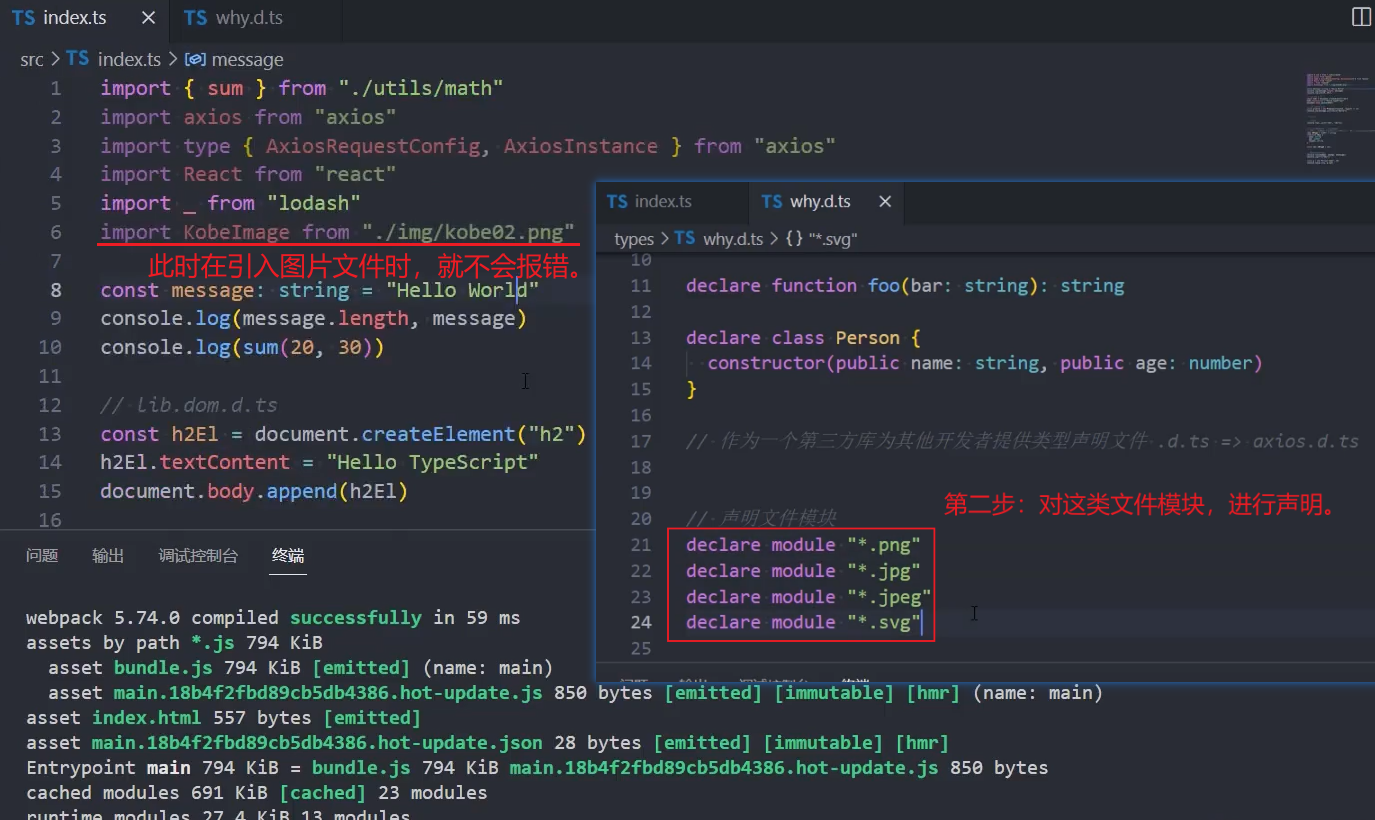 TS index.ts × TS why.d.ts
src > TS index.ts > message
1 import { sum } from "./utils/math"
2 import axios from "axios"
3 import type { AxiosRequestConfig, AxiosInstance } from "axios"
4 import React from "react"
5 import _ from "lodash"
6 import KobeImage from "./img/kobe02.png"
7
此时在引入图片文件时，就不会报错。
8 const message: string = "Hello World"
9 console.log(message.length, message)
10 console.log(sum(20, 30))
11
12 // lib.dom.d.ts
13 const h2El = document.createElement("h2")
14 h2El.textContent = "Hello TypeScript"
15 document.body.append(h2El)
16
TS index.ts TS why.d.ts ×
types > TS why.d.ts > {} "*.svg"
10
11 declare function foo(bar: string): string
12
13 declare class Person {
14 constructor(public name: string, public age: number)
15 }
16
17 // 作为一个第三方库为其他开发者提供类型声明文件 .d.ts => axios.d.ts
18
19
第二步：对这类文件模块，进行声明。
20 // 声明文件模块
21 declare module "*.png"
22 declare module "*.jpg"
23 declare module "*.jpeg"
24 declare module "*.svg"
25
问题 输出 调试控制台 终端
webpack 5.74.0 compiled successfully in 59 ms
assets by path *.js 794 KiB
asset bundle.js 794 KiB [emitted] (name: main)
asset main.18b4f2fbd89cb5db4386.hot-update.js 850 bytes [emitted] [immutable] [hmr] (name: main)
asset index.html 557 bytes [emitted]
asset main.18b4f2fbd89cb5db4386.hot-update.json 28 bytes [emitted] [immutable] [hmr]
Entrypoint main 794 KiB = bundle.js 794 KiB main.18b4f2fbd89cb5db4386.hot-update.js 850 bytes
cached modules 691 KiB [cached] 23 modules
runtime modules 27.4 KiB 13 modules